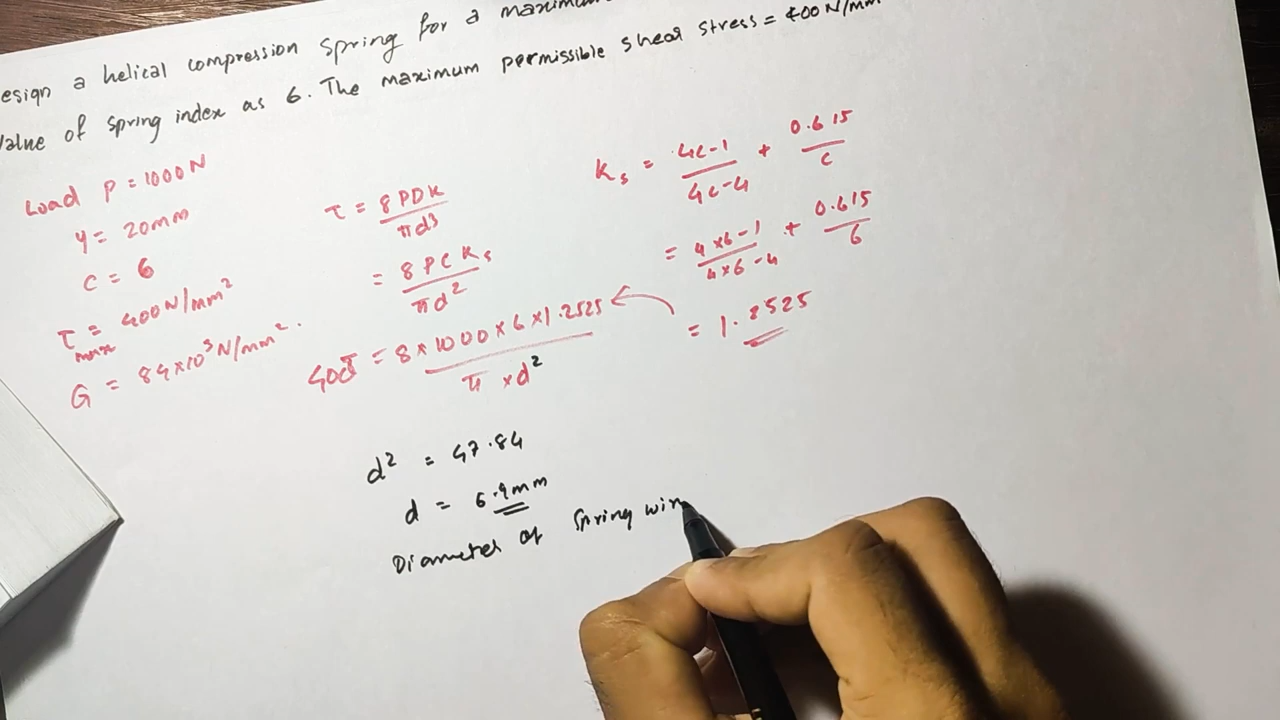 esign a helical compression spring for a maximum
value of spring index as 6. The maximum permissible shear stress = 400 N/mm
Load P = 1000 N
y = 20mm
C = 6
τmax = 400 N/mm²
G = 84×10³ N/mm².
τ = 8PDK / πd³
= 8PCKs / πd²
400 = 8×1000×6×1.2525 / π×d²
Ks = 4C-1 / 4C-4 + 0.615 / C
= 4×6-1 / 4×6-4 + 0.615 / 6
= 1.2525
d² = 47.84
d = 6.9mm
Diameter of spring wir